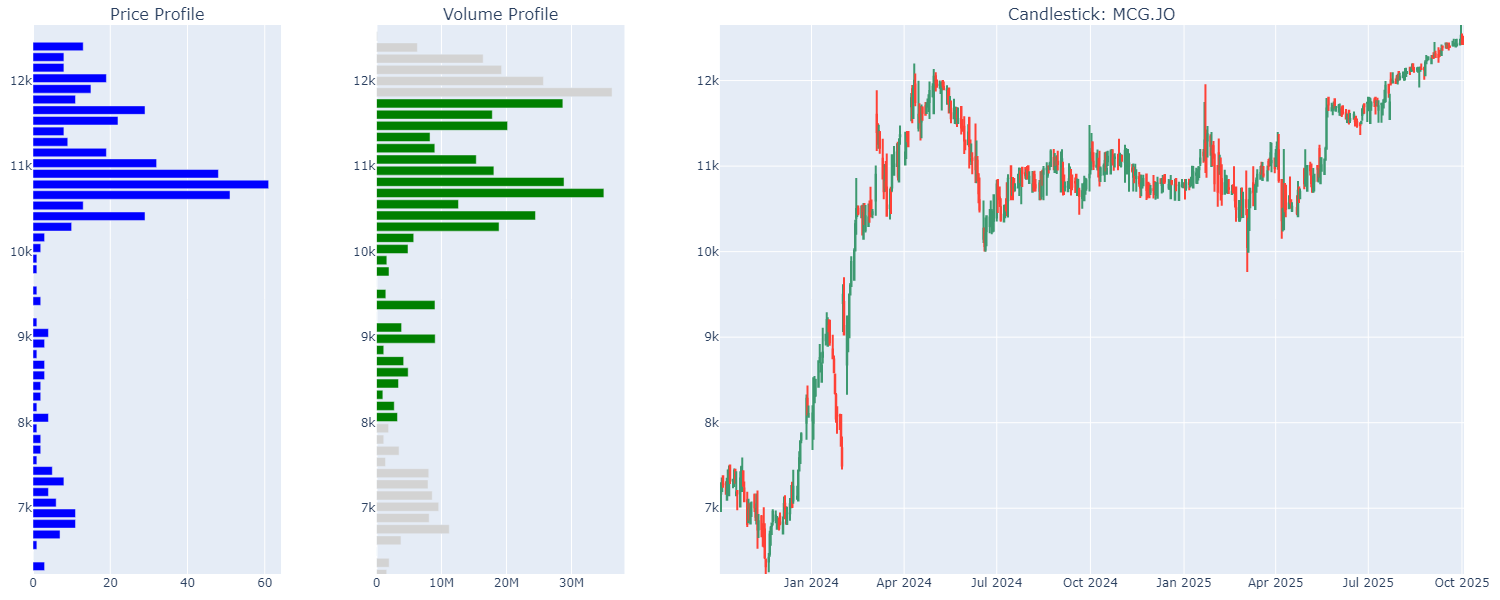 Price Profile
Volume Profile
Candlestick: MCG.JO
12k
11k
10k
9k
8k
7k
0
20
40
60
12k
11k
10k
9k
8k
7k
0
10M
20M
30M
12k
11k
10k
9k
8k
7k
Jan 2024
Apr 2024
Jul 2024
Oct 2024
Jan 2025
Apr 2025
Jul 2025
Oct 2025